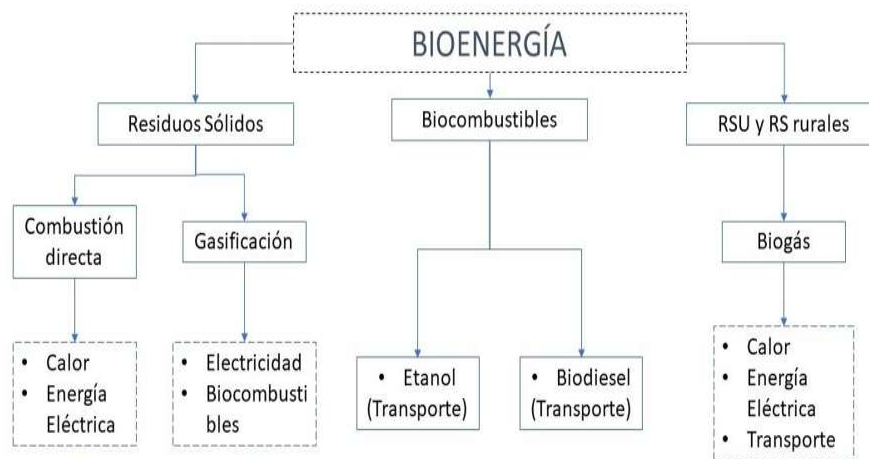 BIOENERGÍA
Residuos Sólidos
Biocombustibles
RSU y RS rurales
Combustión
directa
Gasificación
Biogás
• Calor
• Energía
Eléctrica
• Electricidad
• Biocombusti
bles
• Etanol
(Transporte)
• Biodiesel
(Transporte)
• Calor
• Energía
Eléctrica
• Transporte